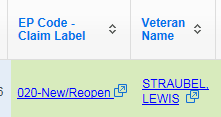 EP Code - Veteran
Claim Label Name
020-New/Reopen STRAUBEL,
LEWIS